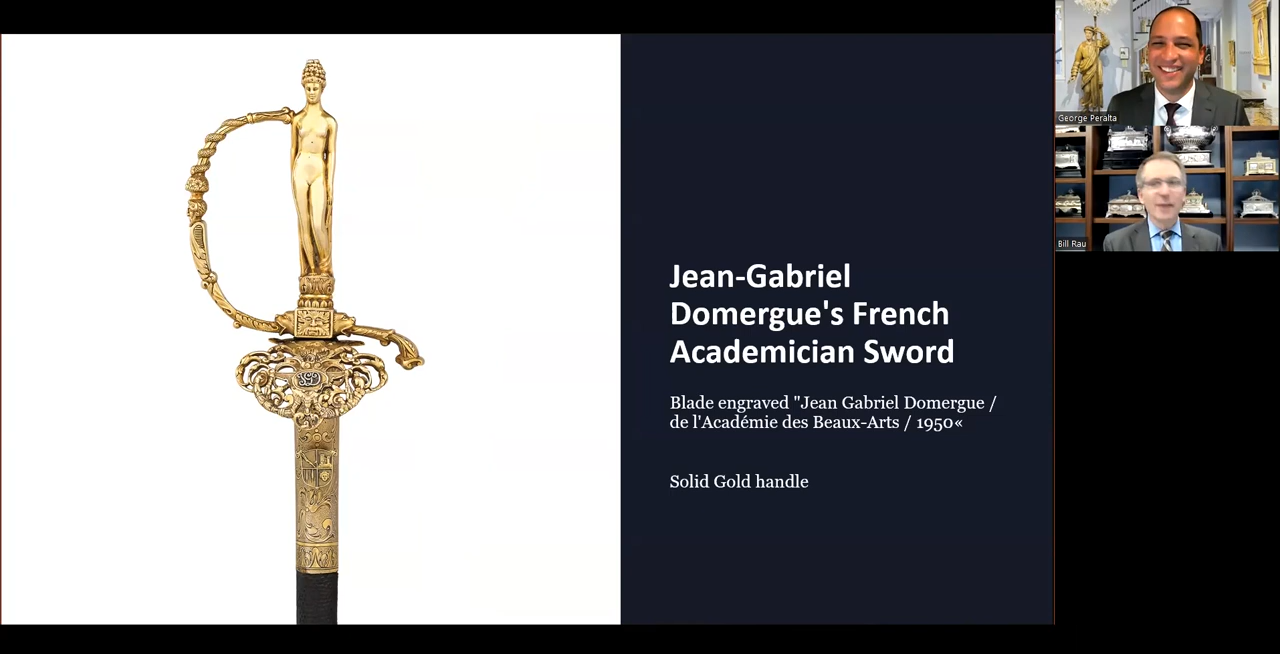 Jean-Gabriel
Domergue's French
Academician Sword
Blade engraved "Jean Gabriel Domergue /
de l'Académie des Beaux-Arts / 1950«
Solid Gold handle
George Peralta
Bill Rau